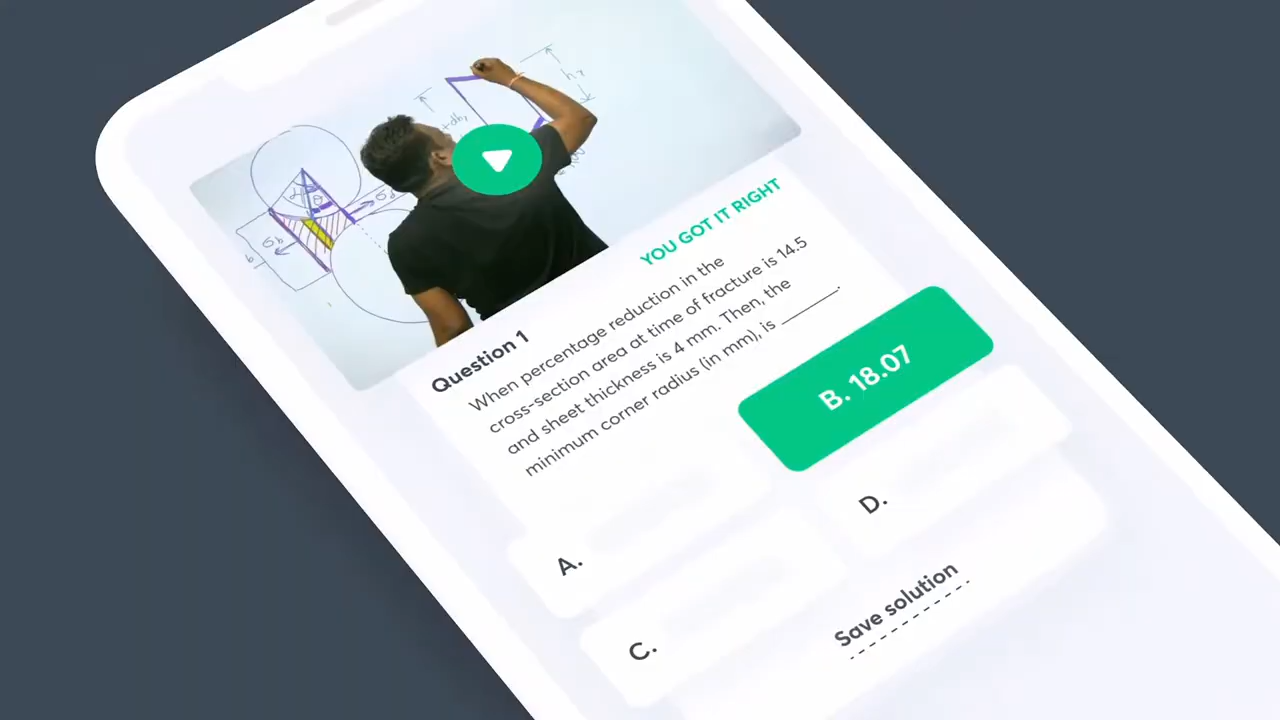 YOU GOT IT RIGHT
Question 1
When percentage reduction in the
cross-section area at time of fracture is 14.5
and sheet thickness is 4 mm. Then, the
minimum corner radius (in mm), is ________.
A.
B. 18.07
C.
D.
Save solution